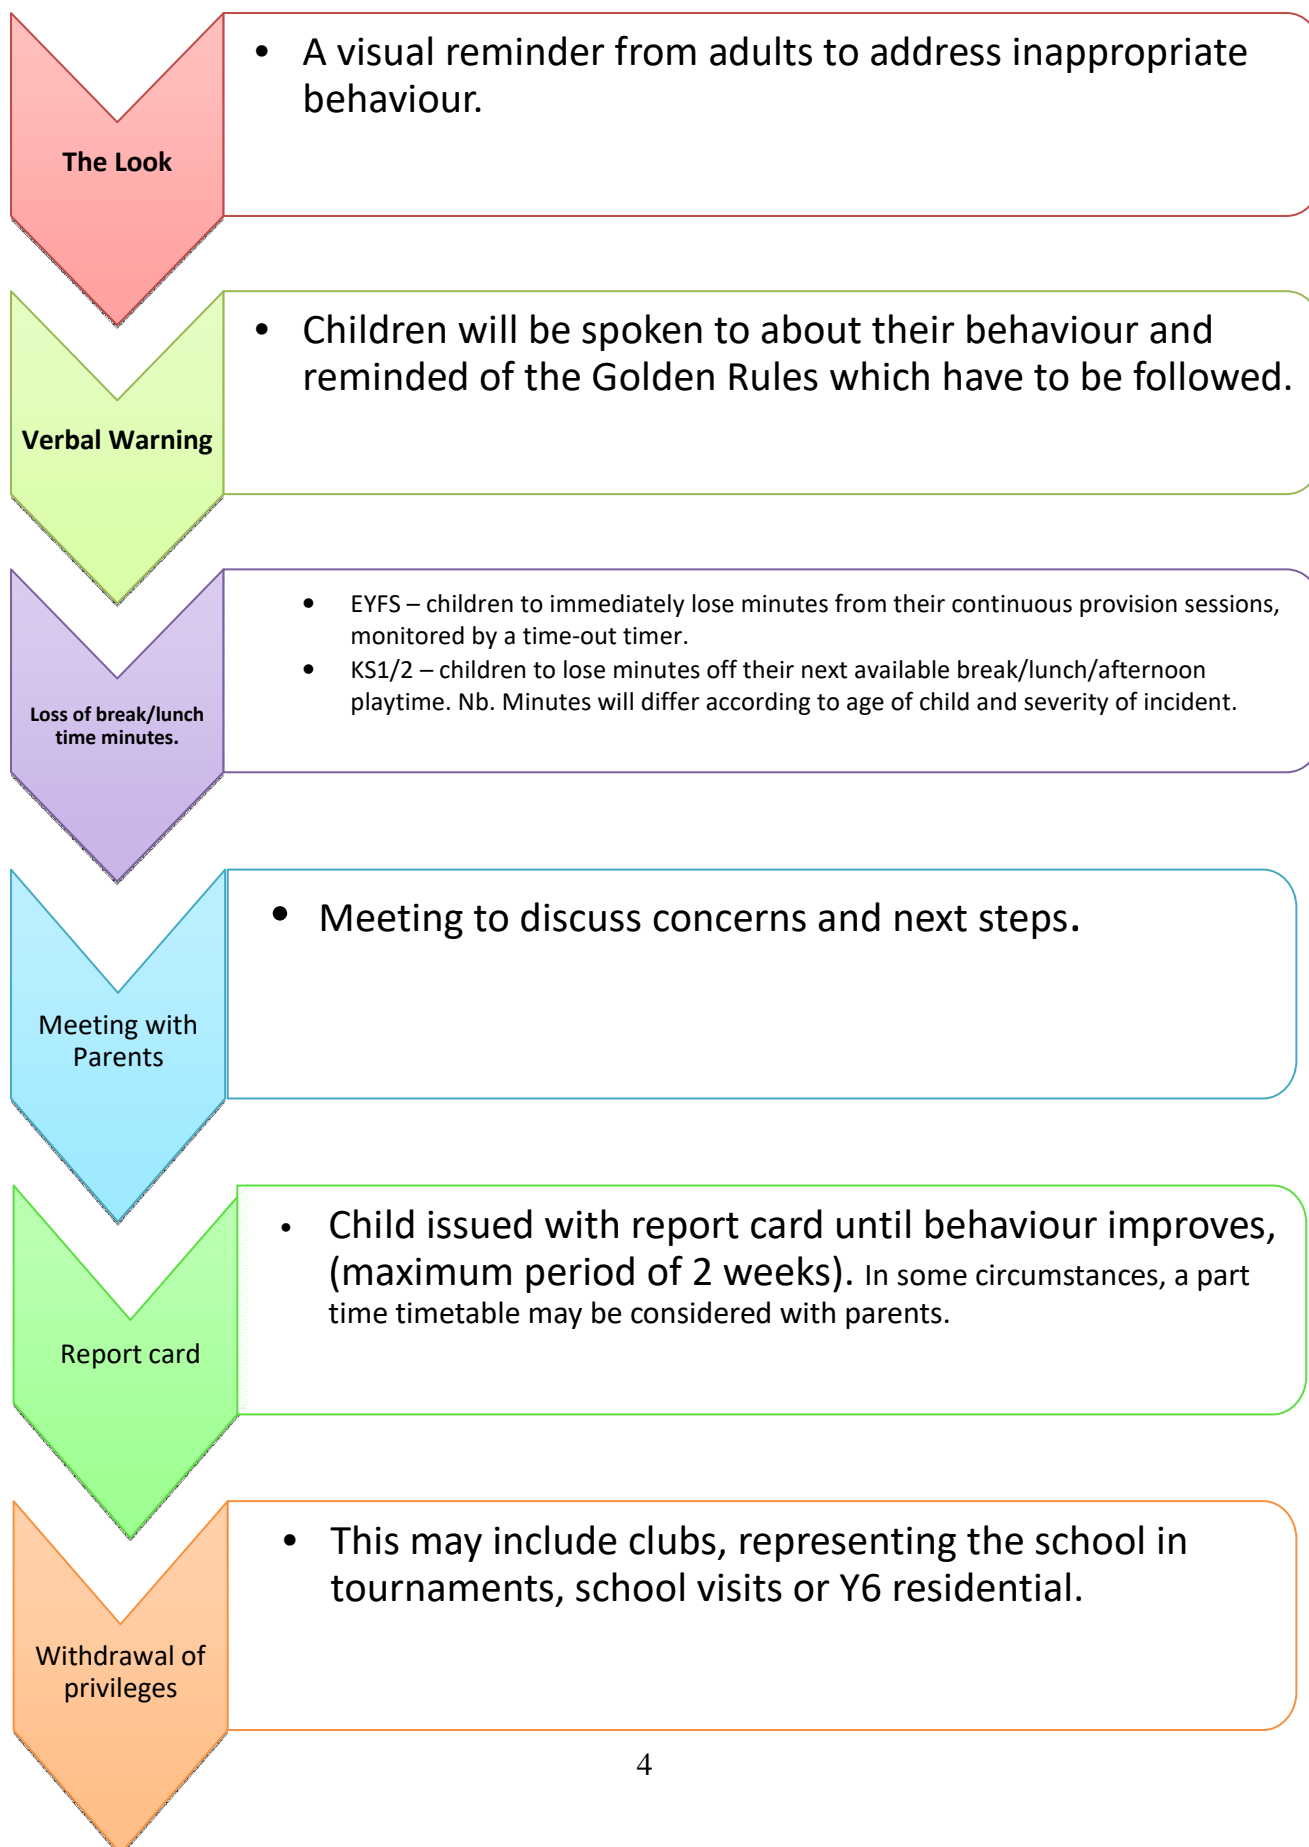 The Look
• A visual reminder from adults to address inappropriate
behaviour.
Verbal Warning
• Children will be spoken to about their behaviour and
reminded of the Golden Rules which have to be followed.
Loss of break/lunch
time minutes.
• EYFS – children to immediately lose minutes from their continuous provision sessions,
monitored by a time-out timer.
• KS1/2 – children to lose minutes off their next available break/lunch/afternoon
playtime. Nb. Minutes will differ according to age of child and severity of incident.
Meeting with
Parents
• Meeting to discuss concerns and next steps.
Report card
• Child issued with report card until behaviour improves,
(maximum period of 2 weeks). In some circumstances, a part
time timetable may be considered with parents.
Withdrawal of
privileges
• This may include clubs, representing the school in
tournaments, school visits or Y6 residential.
4